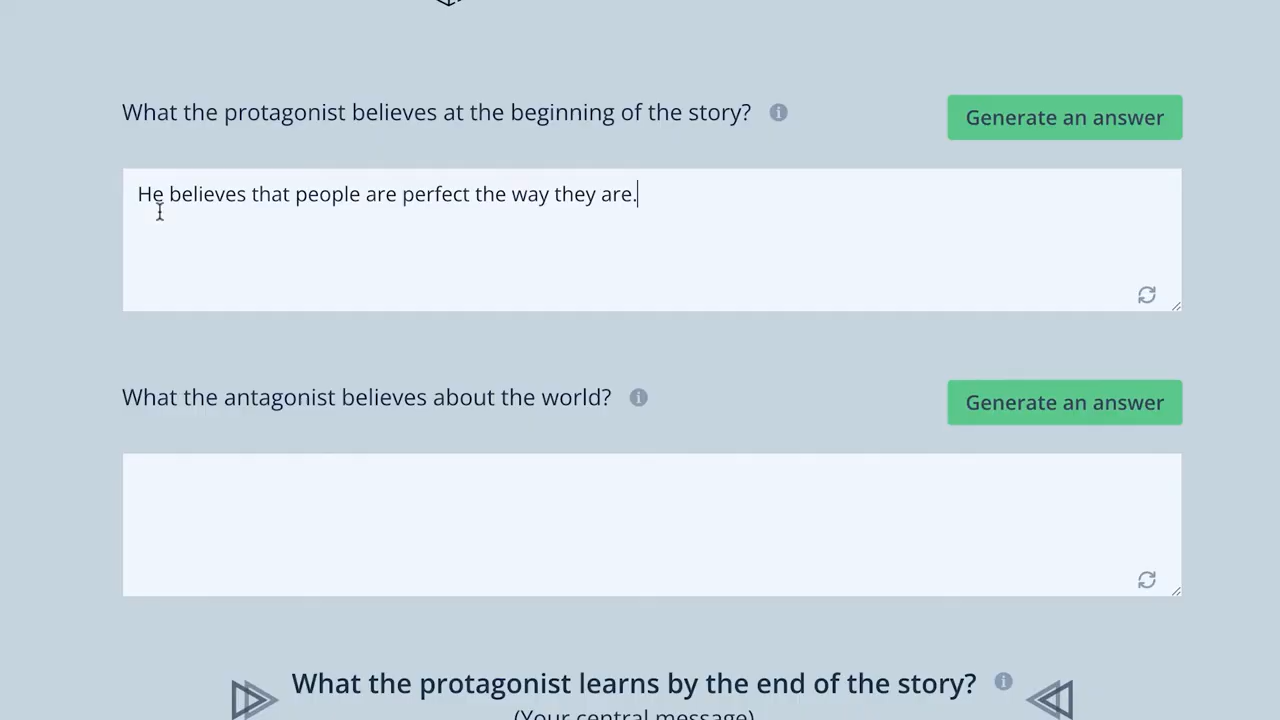 What the protagonist believes at the beginning of the story?
Generate an answer
He believes that people are perfect the way they are.
What the antagonist believes about the world?
Generate an answer
What the protagonist learns by the end of the story?
(Your central message)